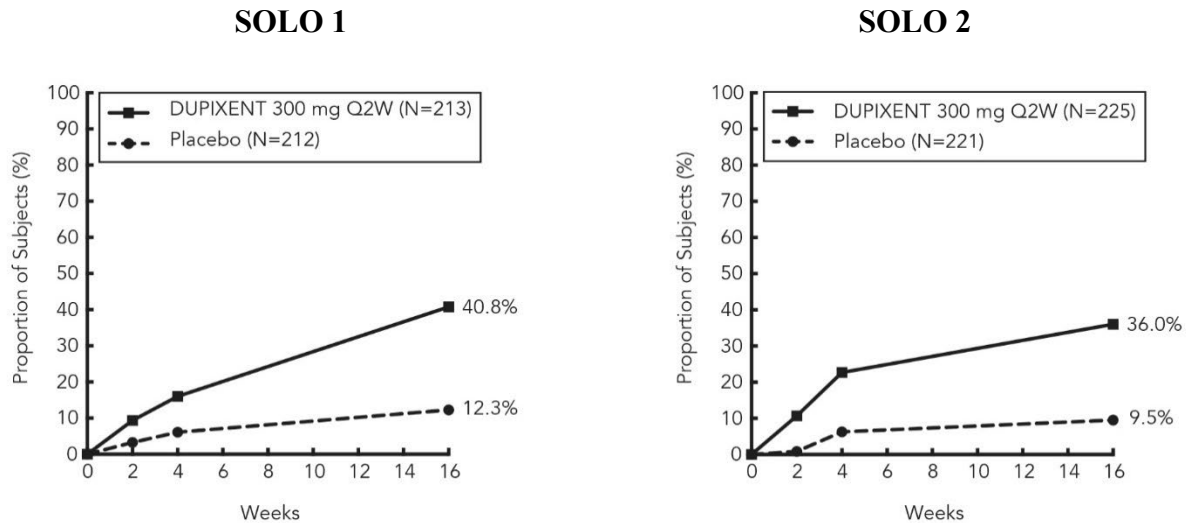 SOLO 1
DUPIXENT 300 mg Q2W (N=213)
Placebo (N=212)
Proportion of Subjects (%)
100
90
80
70
60
50
40
30
20
10
0
40.8%
12.3%
0 2 4 6 8 10 12 14 16
Weeks
SOLO 2
DUPIXENT 300 mg Q2W (N=225)
Placebo (N=221)
Proportion of Subjects (%)
100
90
80
70
60
50
40
30
20
10
0
36.0%
9.5%
0 2 4 6 8 10 12 14 16
Weeks